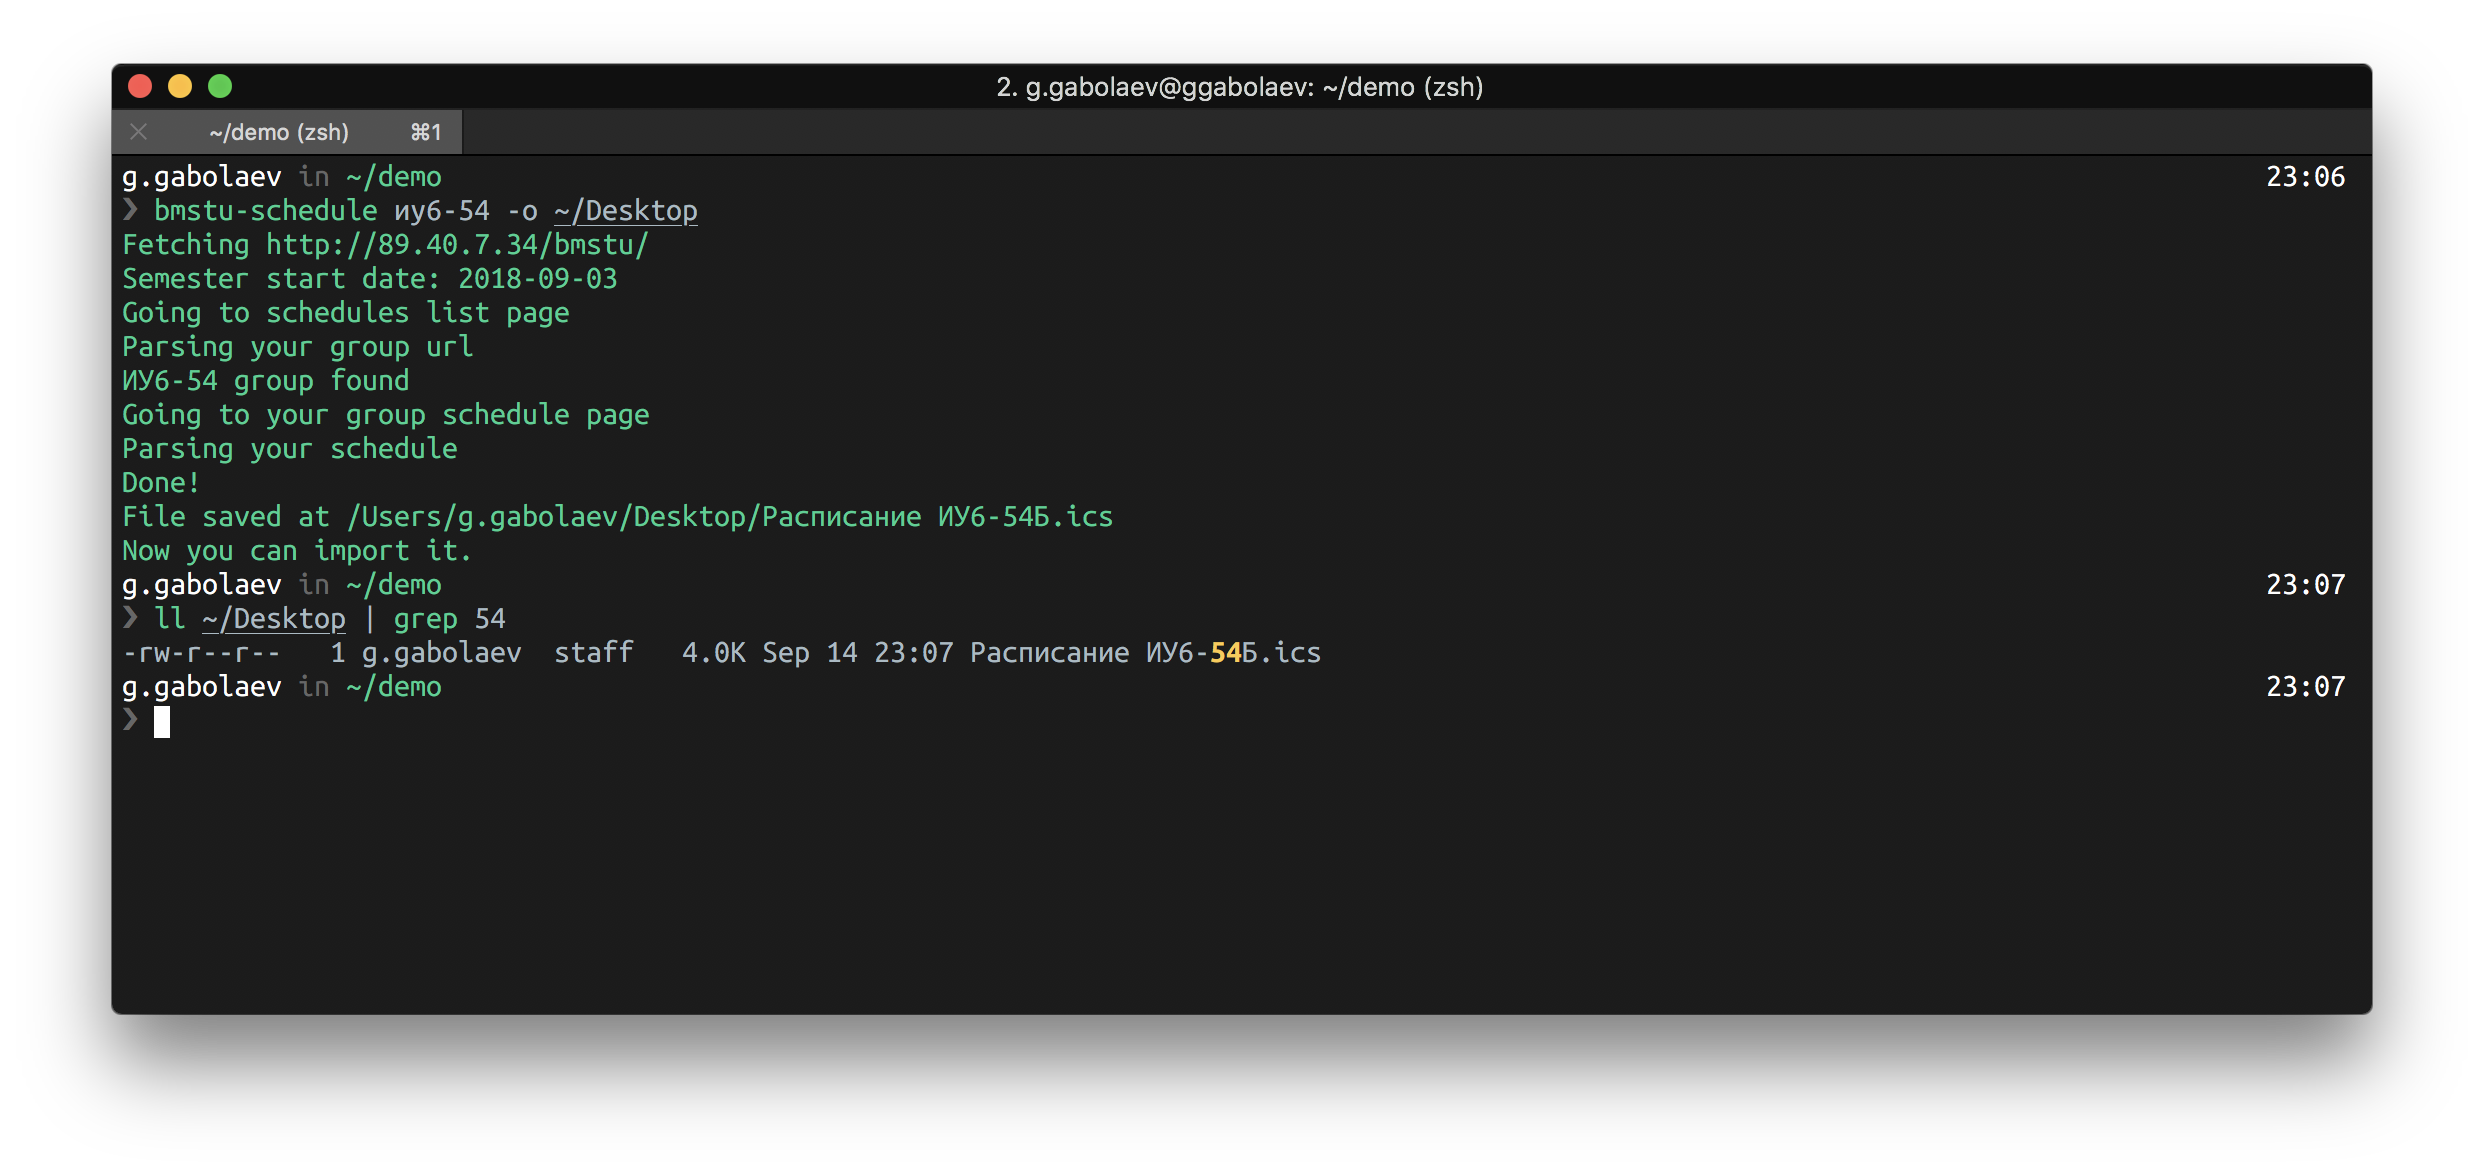 2. g.gabolaev@ggabolaev: ~/demo (zsh)
~/demo (zsh) ⌘1
g.gabolaev in ~/demo 23:06
❯ bmstu-schedule иу6-54 -o ~/Desktop
Fetching http://89.40.7.34/bmstu/
Semester start date: 2018-09-03
Going to schedules list page
Parsing your group url
ИУ6-54 group found
Going to your group schedule page
Parsing your schedule
Done!
File saved at /Users/g.gabolaev/Desktop/Расписание ИУ6-54Б.ics
Now you can import it.
g.gabolaev in ~/demo 23:07
❯ ll ~/Desktop | grep 54
-rw-r--r--   1 g.gabolaev  staff   4.0K Sep 14 23:07 Расписание ИУ6-54Б.ics
g.gabolaev in ~/demo 23:07
❯